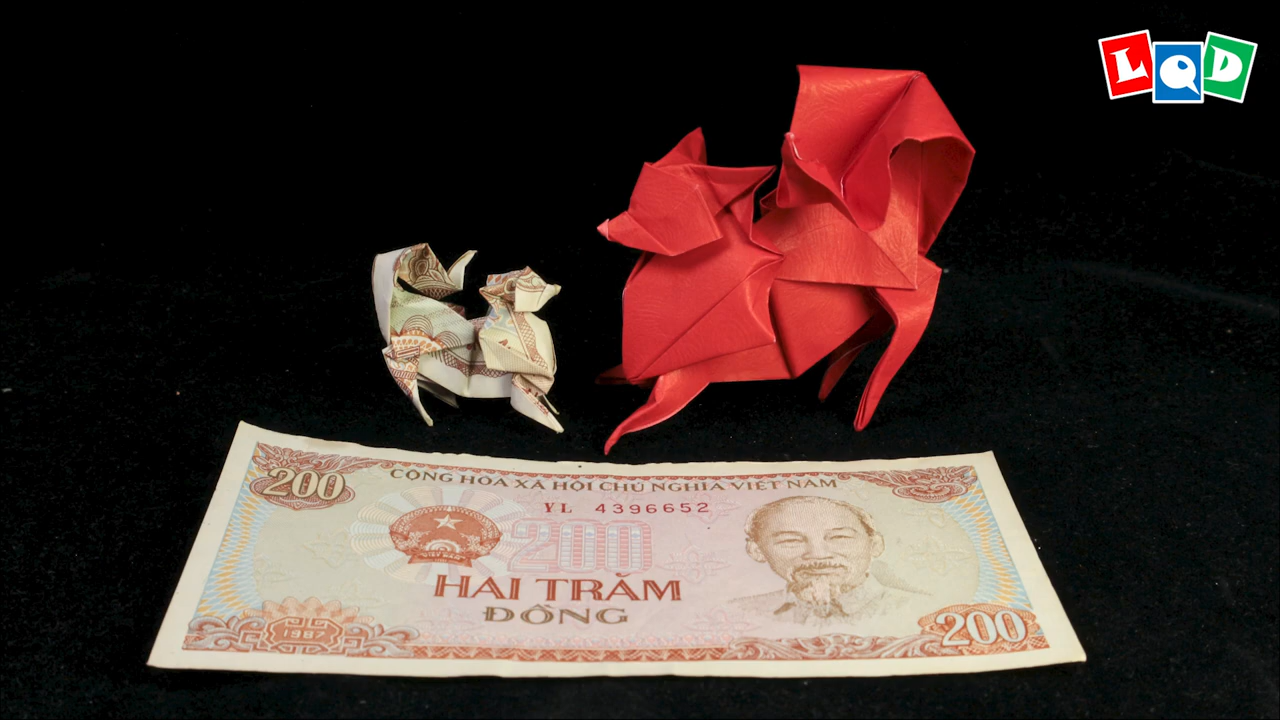 LQD
200
CỘNG HÒA XÃ HỘI CHỦ NGHĨA VIỆT NAM
YL 4396652
200
HAI TRĂM
ĐỒNG
1987
200